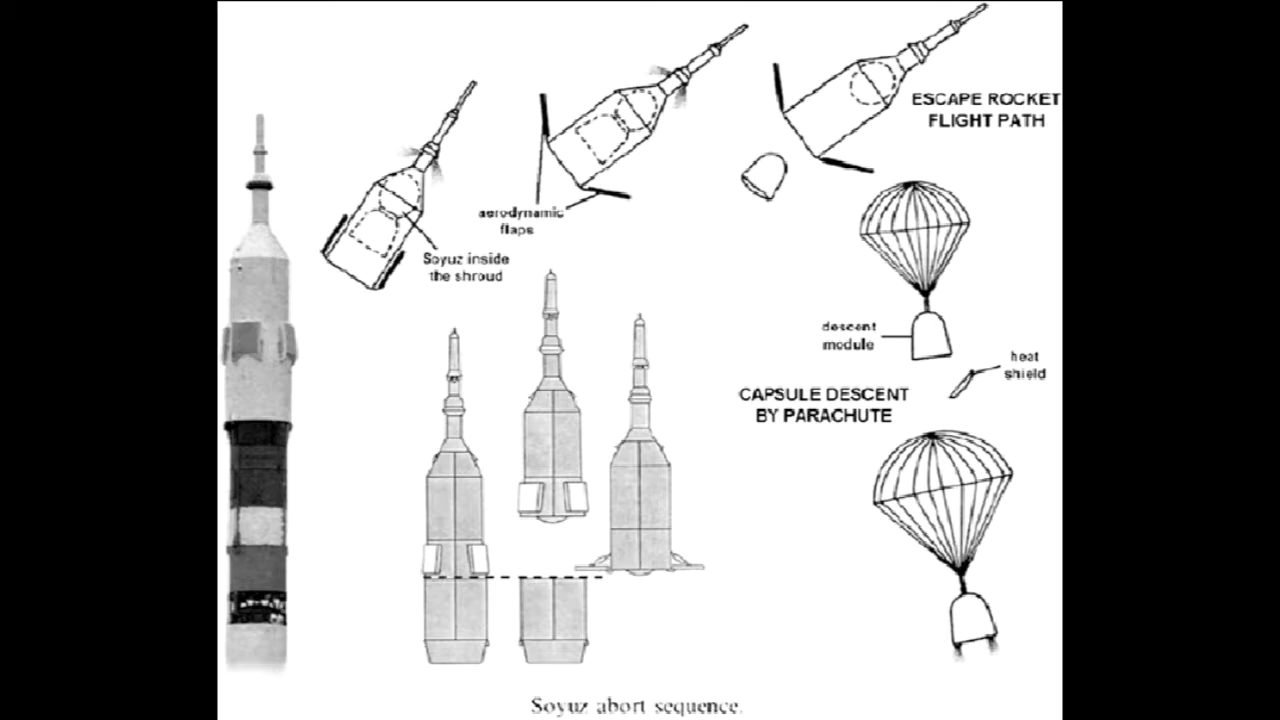 ESCAPE ROCKET
FLIGHT PATH
aerodynamic
flaps
Soyuz inside
the shroud
descent
module
heat
shield
CAPSULE DESCENT
BY PARACHUTE
Soyuz abort sequence.